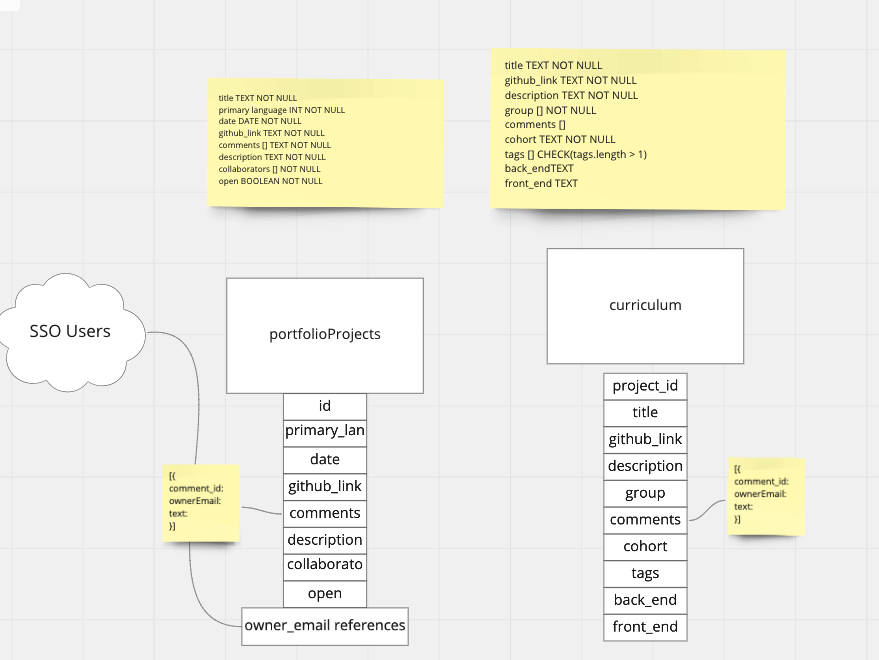 title TEXT NOT NULL
primary language INT NOT NULL
date DATE NOT NULL
github_link TEXT NOT NULL
comments [] TEXT NOT NULL
description TEXT NOT NULL
collaborators [] NOT NULL
open BOOLEAN NOT NULL
title TEXT NOT NULL
github_link TEXT NOT NULL
description TEXT NOT NULL
group [] NOT NULL
comments []
cohort TEXT NOT NULL
tags [] CHECK(tags.length > 1)
back_endTEXT
front_end TEXT
SSO Users
portfolioProjects
id
primary_lan
date
github_link
comments
description
collaborato
open
owner_email references
[{
comment_id:
ownerEmail:
text:
}]
curriculum
project_id
title
github_link
description
group
comments
cohort
tags
back_end
front_end
[{
comment_id:
ownerEmail:
text:
}]